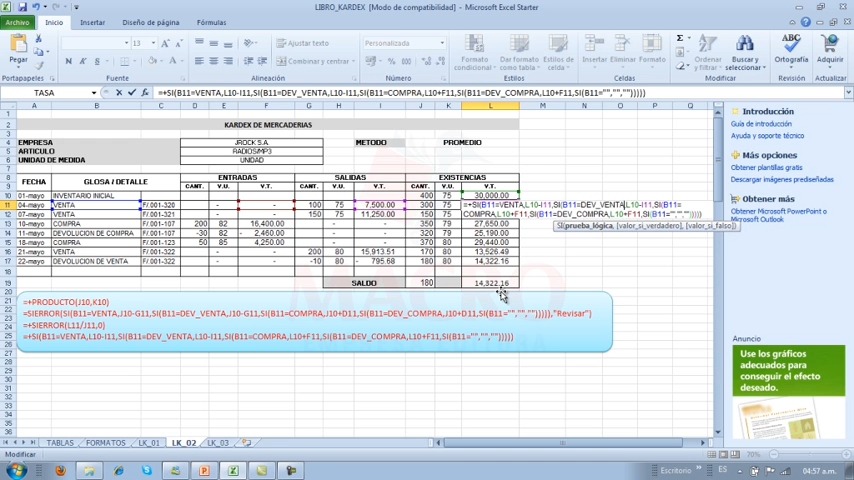 LIBRO_KARDEX [Modo de compatibilidad] - Microsoft Excel Starter
Archivo Inicio Insertar Diseño de página Fórmulas
Pegar
Portapapeles
13
N
Fuente
Ajustar texto
Combinar y centrar
Alineación
Personalizada
Número
Formato condicional
Dar formato como tabla
Estilos de celda
Estilos
Insertar
Eliminar
Formato
Celdas
Σ
Buscar y seleccionar
Modificar
ABC
Ortografía
Revisión
Adquirir
Actualizar
TASA =+SI(B11=VENTA,L10-I11,SI(B11=DEV_VENTA,L10-I11,SI(B11=COMPRA,L10+F11,SI(B11=DEV_COMPRA,L10+F11,SI(B11="","","")))))
A B C D E F G H I J K L M N O P Q
KARDEX DE MERCADERIAS
EMPRESA JROCK S.A. METODO PROMEDIO
ARTICULO RADIOS/MP3
UNIDAD DE MEDIDA UNIDAD
FECHA GLOSA / DETALLE ENTRADAS SALIDAS EXISTENCIAS
CANT. V.U. V.T. CANT. V.U. V.T. CANT. V.U. V.T.
10 01-mayo INVENTARIO INICIAL 400 75 30,000.00
11 04-mayo VENTA F/.001-320 - - 100 75 7,500.00 300 75 =+SI(B11=VENTA,L10-I11,SI(B11=DEV_VENTA,L10-I11,SI(B11=
12 07-mayo VENTA F/.001-321 - - 150 75 11,250.00 150 75 COMPRA,L10+F11,SI(B11=DEV_COMPRA,L10+F11,SI(B11="","","")))))
SI(prueba_lógica, [valor_si_verdadero], [valor_si_falso])
13 10-mayo COMPRA F/.001-107 200 82 16,400.00 - - 350 79 27,650.00
14 11-mayo DEVOLUCION DE COMPRA F/.001-107 -30 82 - 2,460.00 - - 320 79 25,190.00
15 18-mayo COMPRA F/.001-123 50 85 4,250.00 - - 370 80 29,440.00
16 21-mayo VENTA F/.001-322 - - 200 80 15,913.51 170 80 13,526.49
17 22-mayo DEVOLUCION DE VENTA F/.001-322 - - -10 80 - 795.68 180 80 14,322.16
18
19 SALDO 180 14,322.16
=+PRODUCTO(J10,K10)
=SIERROR(SI(B11=VENTA,J10-G11,SI(B11=DEV_VENTA,J10-G11,SI(B11=COMPRA,J10+D11,SI(B11=DEV_COMPRA,J10+D11,SI(B11="","",""))))),"Revisar")
=+SIERROR(L11/J11,0)
=+SI(B11=VENTA,L10-I11,SI(B11=DEV_VENTA,L10-I11,SI(B11=COMPRA,L10+F11,SI(B11=DEV_COMPRA,L10+F11,SI(B11="","","")))))
MACRO
Introducción
Guía de introducción
Ayuda y soporte técnico
Más opciones
Obtener plantillas gratis
Descargar imágenes prediseñadas
Obtener más
Obtener Microsoft PowerPoint o Microsoft Outlook
Anuncio
Use los gráficos adecuados para conseguir el efecto deseado.
TABLAS FORMATOS LK_01 LK_02 LK_03
Modificar 70%
Escritorio ES 04:57 a.m.